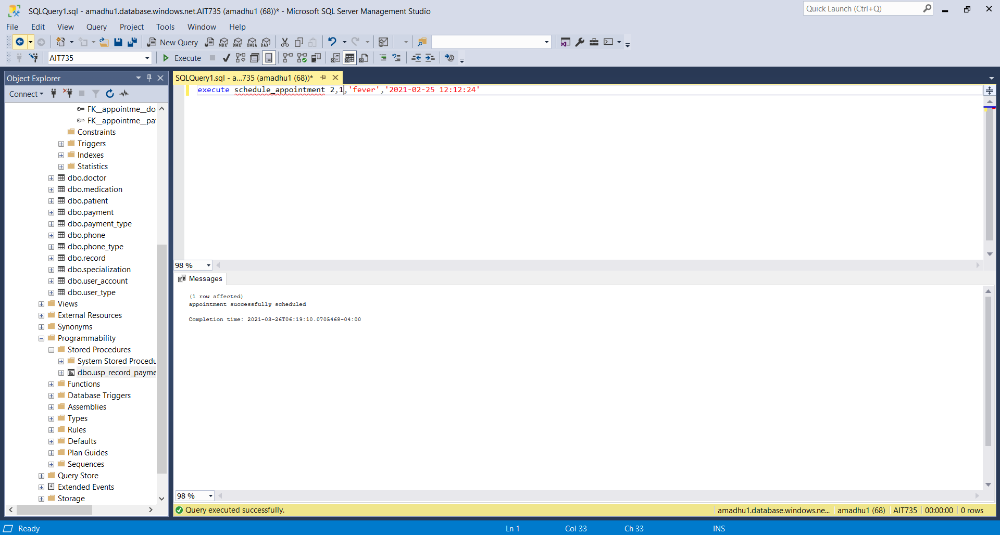 SQLQuery1.sql - amadhu1.database.windows.net.AIT735 (amadhu1 (68))* - Microsoft SQL Server Management Studio
Quick Launch (Ctrl+Q)
File Edit View Query Project Tools Window Help
New Query
MDX DMX XMLA DAX
AIT735
Execute
Object Explorer
Connect
FK__appointme__do
FK__appointme__pat
Constraints
Triggers
Indexes
Statistics
dbo.doctor
dbo.medication
dbo.patient
dbo.payment
dbo.payment_type
dbo.phone
dbo.phone_type
dbo.record
dbo.specialization
dbo.user_account
dbo.user_type
Views
External Resources
Synonyms
Programmability
Stored Procedures
System Stored Procedu
dbo.usp_record_payme
Functions
Database Triggers
Assemblies
Types
Rules
Defaults
Plan Guides
Sequences
Query Store
Extended Events
Storage
SQLQuery1.sql - a...735 (amadhu1 (68))*
execute schedule_appointment 2,1,'fever','2021-02-25 12:12:24'
98 %
Messages
(1 row affected)
appointment successfully scheduled
Completion time: 2021-03-26T06:19:10.0705468-04:00
98 %
Query executed successfully.
amadhu1.database.windows.ne... amadhu1 (68) AIT735 00:00:00 0 rows
Ready
Ln 1 Col 33 Ch 33 INS